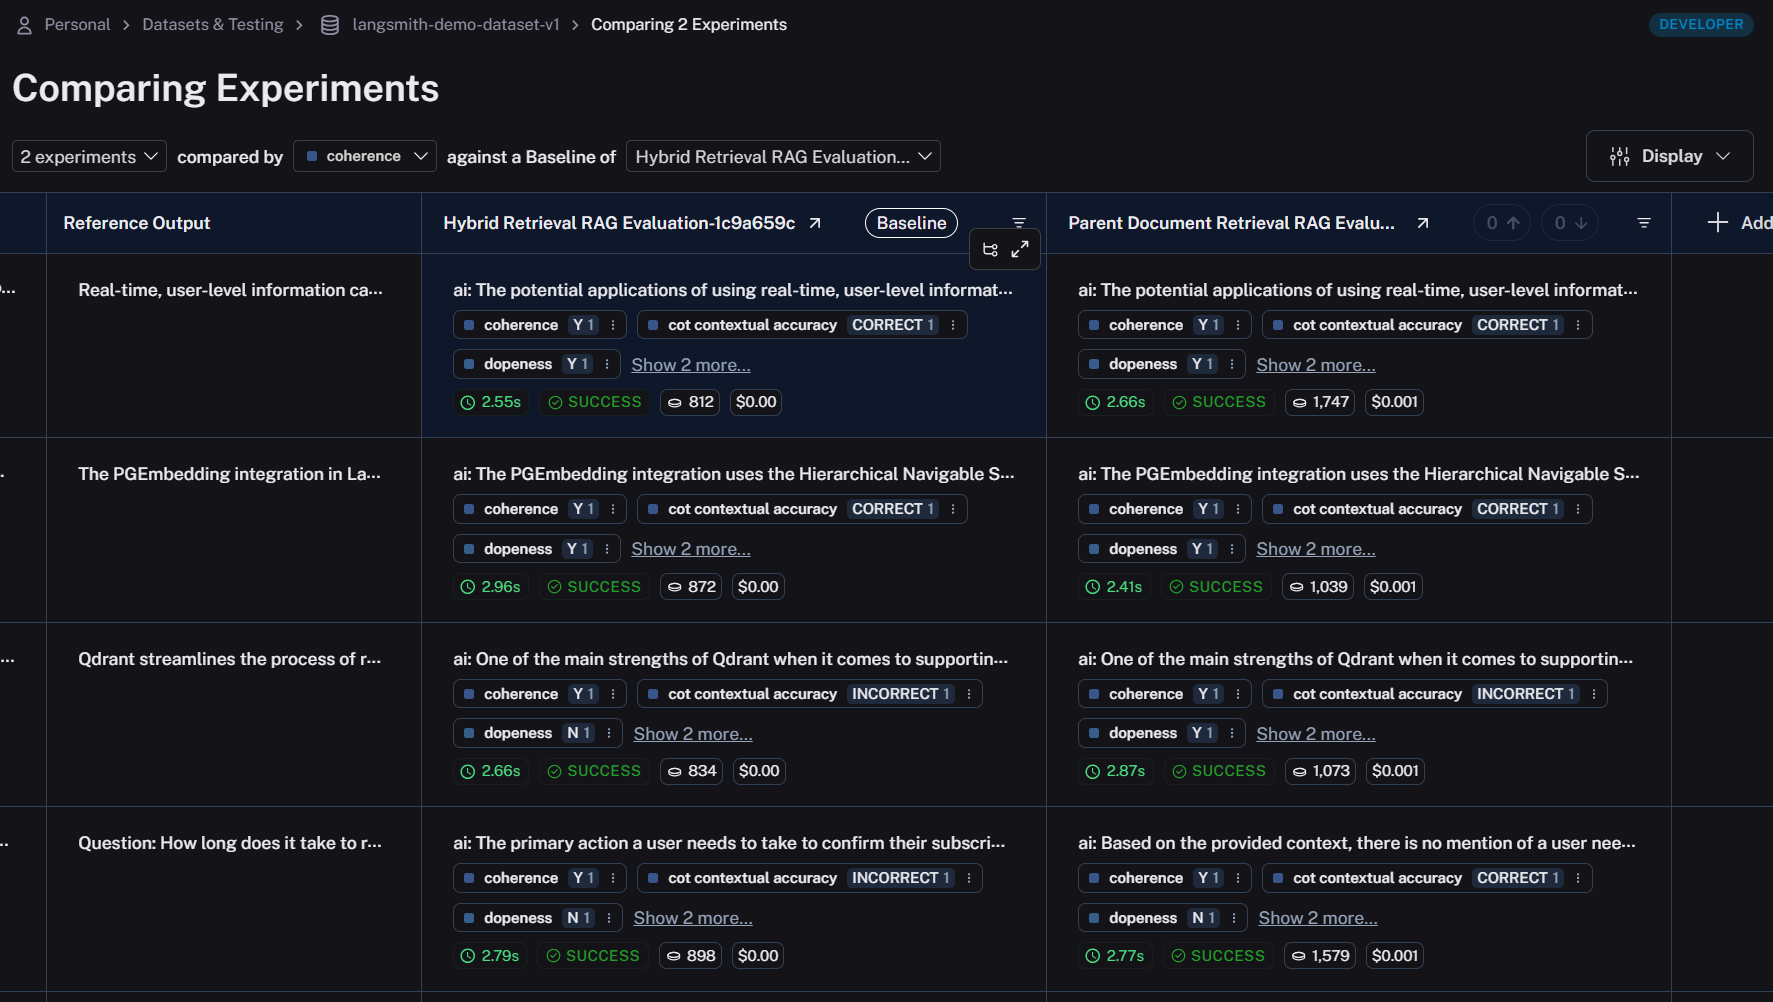 Personal > Datasets & Testing > langsmith-demo-dataset-v1 > Comparing 2 Experiments DEVELOPER
Comparing Experiments
2 experiments compared by coherence against a Baseline of Hybrid Retrieval RAG Evaluation... Display
Reference Output Hybrid Retrieval RAG Evaluation-1c9a659c Baseline Parent Document Retrieval RAG Evalu... 0 0 + Add
Real-time, user-level information ca... ai: The potential applications of using real-time, user-level informat... ai: The potential applications of using real-time, user-level informat...
coherence Y 1 cot contextual accuracy CORRECT 1 coherence Y 1 cot contextual accuracy CORRECT 1
dopeness Y 1 Show 2 more... dopeness Y 1 Show 2 more...
2.55s SUCCESS 812 $0.00 2.66s SUCCESS 1,747 $0.001
The PGEmbedding integration in La... ai: The PGEmbedding integration uses the Hierarchical Navigable S... ai: The PGEmbedding integration uses the Hierarchical Navigable S...
coherence Y 1 cot contextual accuracy CORRECT 1 coherence Y 1 cot contextual accuracy CORRECT 1
dopeness Y 1 Show 2 more... dopeness Y 1 Show 2 more...
2.96s SUCCESS 872 $0.00 2.41s SUCCESS 1,039 $0.001
Qdrant streamlines the process of r... ai: One of the main strengths of Qdrant when it comes to supportin... ai: One of the main strengths of Qdrant when it comes to supportin...
coherence Y 1 cot contextual accuracy INCORRECT 1 coherence Y 1 cot contextual accuracy INCORRECT 1
dopeness N 1 Show 2 more... dopeness Y 1 Show 2 more...
2.66s SUCCESS 834 $0.00 2.87s SUCCESS 1,073 $0.001
Question: How long does it take to r... ai: The primary action a user needs to take to confirm their subscri... ai: Based on the provided context, there is no mention of a user nee...
coherence Y 1 cot contextual accuracy INCORRECT 1 coherence Y 1 cot contextual accuracy CORRECT 1
dopeness N 1 Show 2 more... dopeness N 1 Show 2 more...
2.79s SUCCESS 898 $0.00 2.77s SUCCESS 1,579 $0.001